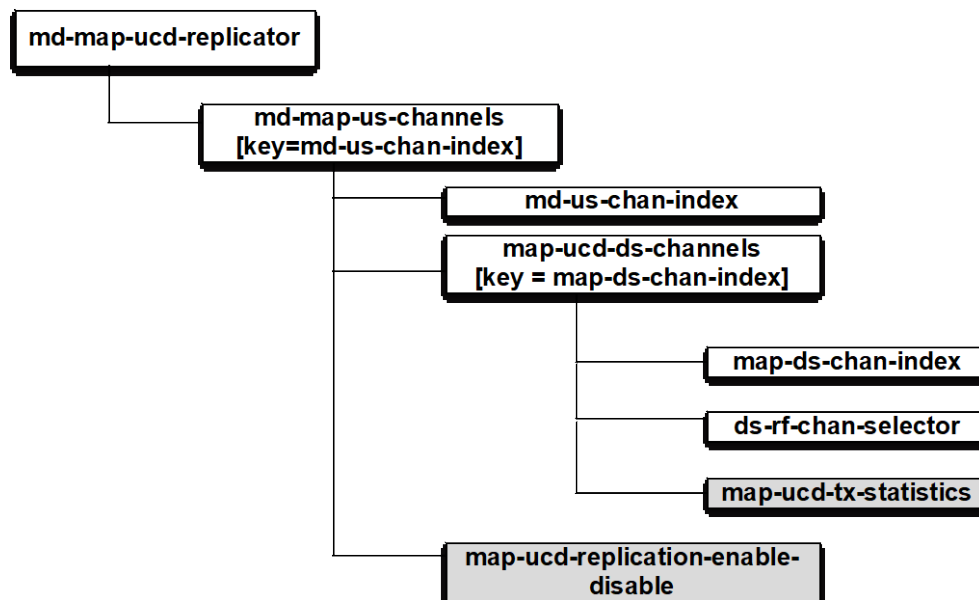 md-map-ucd-replicator
md-map-us-channels
[key=md-us-chan-index]
md-us-chan-index
map-ucd-ds-channels
[key = map-ds-chan-index]
map-ds-chan-index
ds-rf-chan-selector
map-ucd-tx-statistics
map-ucd-replication-enable-
disable